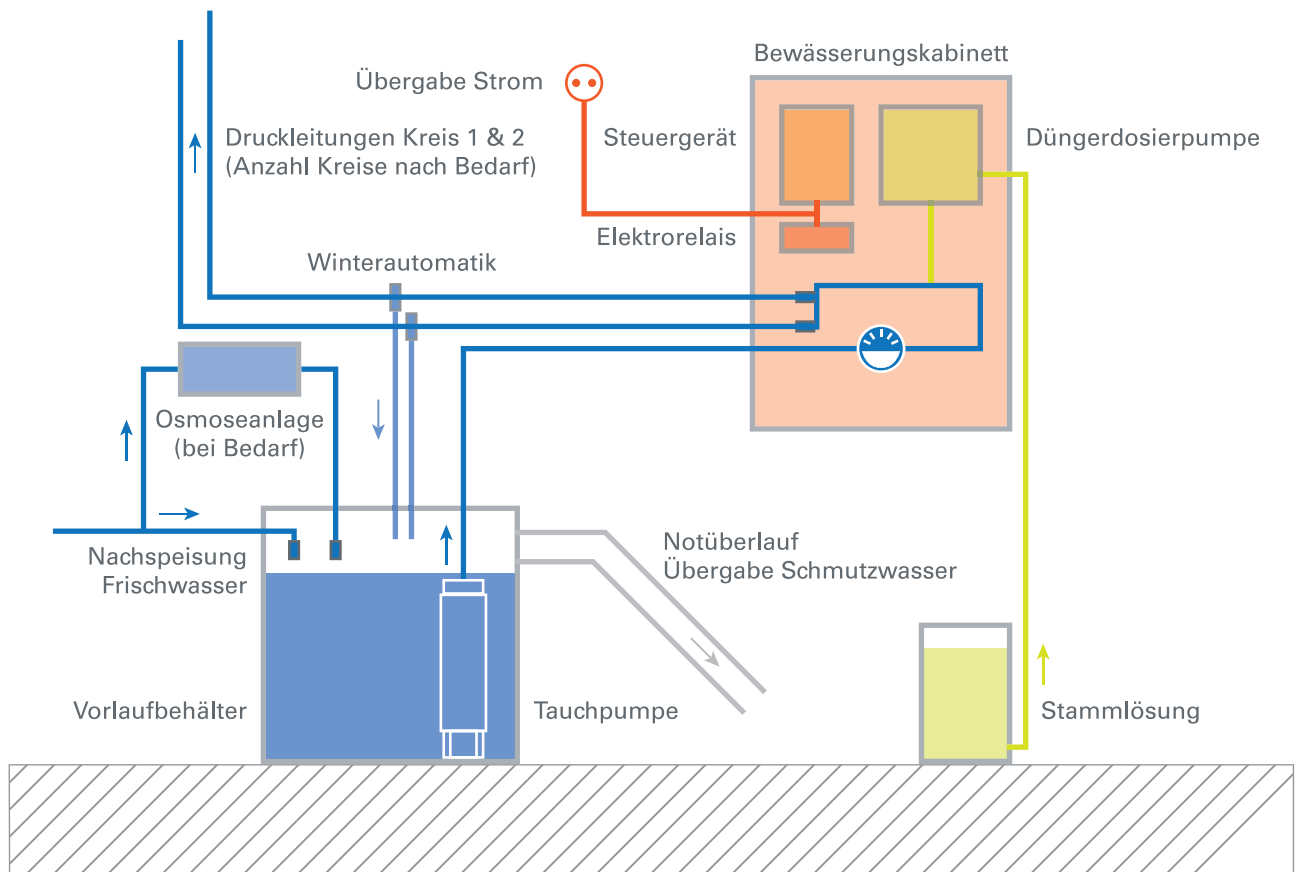 Bewässerungskabinett
Übergabe Strom
Druckleitungen Kreis 1 & 2
(Anzahl Kreise nach Bedarf)
Steuergerät
Düngerdosierpumpe
Elektrorelais
Winterautomatik
Osmoseanlage
(bei Bedarf)
Nachspeisung
Frischwasser
Notüberlauf
Übergabe Schmutzwasser
Vorlaufbehälter
Tauchpumpe
Stammlösung